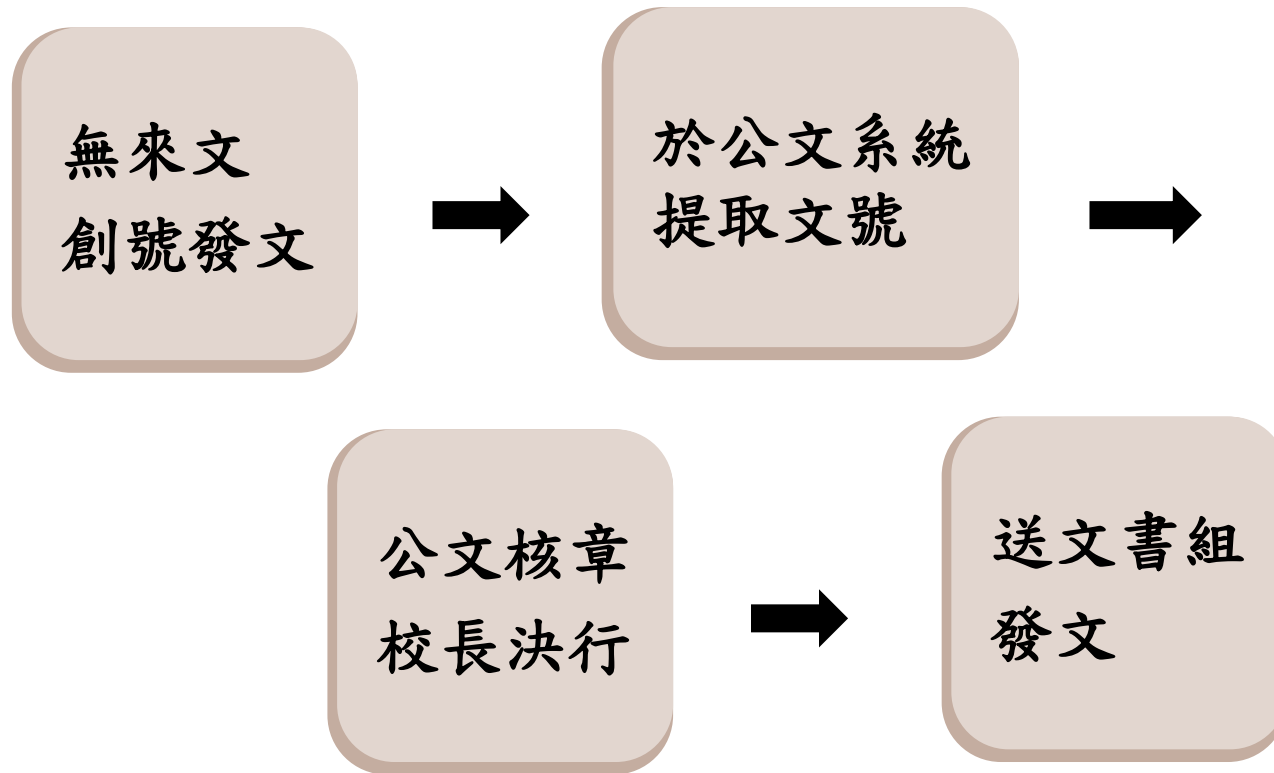 無來文
創號發文
於公文系統
提取文號
公文核章
校長決行
送文書組
發文